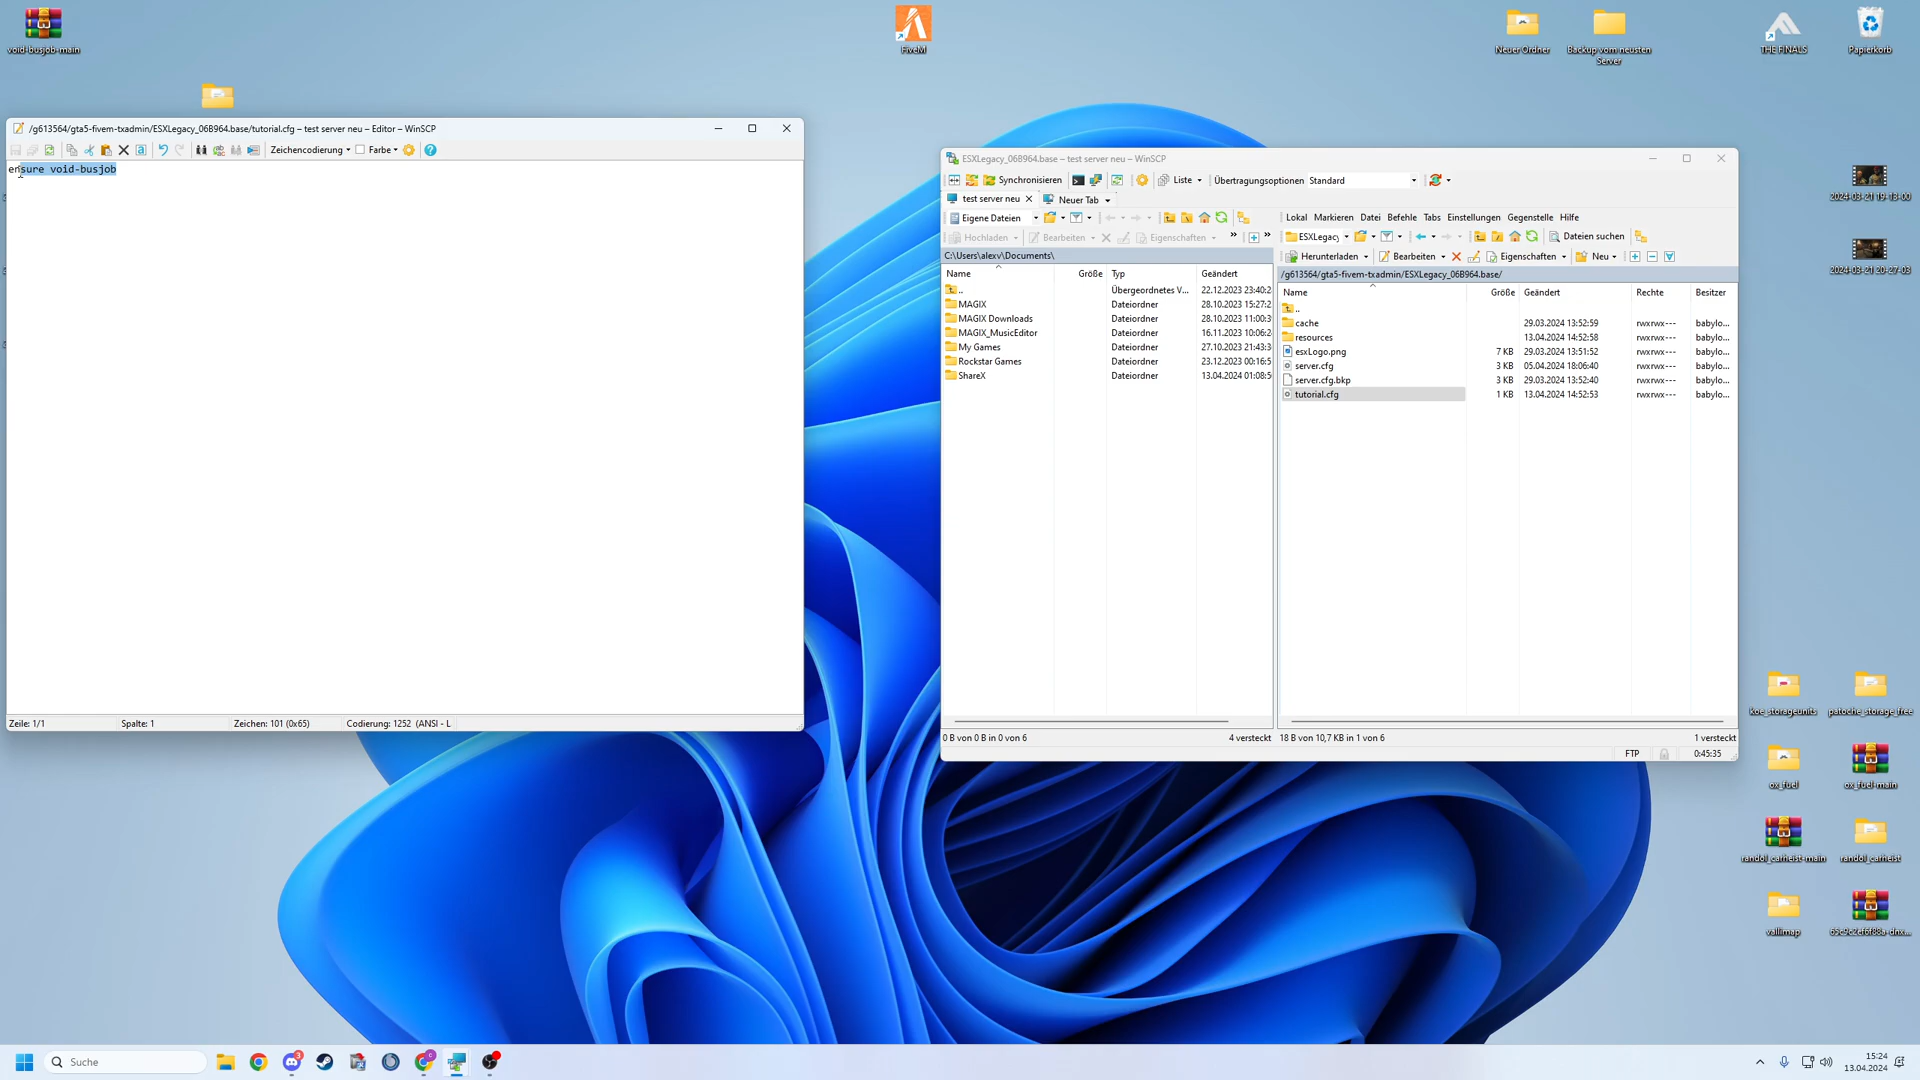 void-busjob-main
FiveM
Neuer Ordner
Backup vom neusten
Server
THE FINALS
Papierkorb
/g613564/gta5-fivem-txadmin/ESXLegacy_06B964.base/tutorial.cfg – test server neu – Editor – WinSCP
Zeichencodierung
Farbe
ensure void-busjob
Zeile: 1/1
Spalte: 1
Zeichen: 101 (0x65)
Codierung: 1252 (ANSI - L
ESXLegacy_06B964.base – test server neu – WinSCP
Synchronisieren
Liste
Übertragungsoptionen Standard
test server neu
Neuer Tab
Eigene Dateien
Hochladen
Bearbeiten
Eigenschaften
C:\Users\alexv\Documents\
Name Größe Typ Geändert
.. Übergeordnetes V... 22.12.2023 23:40:2
MAGIX Dateiordner 28.10.2023 15:27:2
MAGIX Downloads Dateiordner 28.10.2023 11:00:3
MAGIX_MusicEditor Dateiordner 16.11.2023 10:06:2
My Games Dateiordner 27.10.2023 21:43:3
Rockstar Games Dateiordner 23.12.2023 00:16:5
ShareX Dateiordner 13.04.2024 01:08:5
0 B von 0 B in 0 von 6
4 versteckt
Lokal Markieren Datei Befehle Tabs Einstellungen Gegenstelle Hilfe
ESXLegacy
Dateien suchen
Herunterladen
Bearbeiten
Eigenschaften
Neu
/g613564/gta5-fivem-txadmin/ESXLegacy_06B964.base/
Name Größe Geändert Rechte Besitzer
..
cache 29.03.2024 13:52:59 rwxrwx--- babylo...
resources 13.04.2024 14:52:58 rwxrwx--- babylo...
esxLogo.png 7 KB 29.03.2024 13:51:52 rwxrwx--- babylo...
server.cfg 3 KB 05.04.2024 18:06:40 rwxrwx--- babylo...
server.cfg.bkp 3 KB 29.03.2024 13:52:40 rwxrwx--- babylo...
tutorial.cfg 1 KB 13.04.2024 14:52:53 rwxrwx--- babylo...
18 B von 10,7 KB in 1 von 6
1 versteckt
FTP
0:45:35
2024-03-21 19-13-00
2024-03-21 20-27-03
koe_storageunits
patoche_storage_free
ox_fuel
ox_fuel-main
randol_carheist-main
randol_carheist
vallimap
Suche
3
15:24
13.04.2024